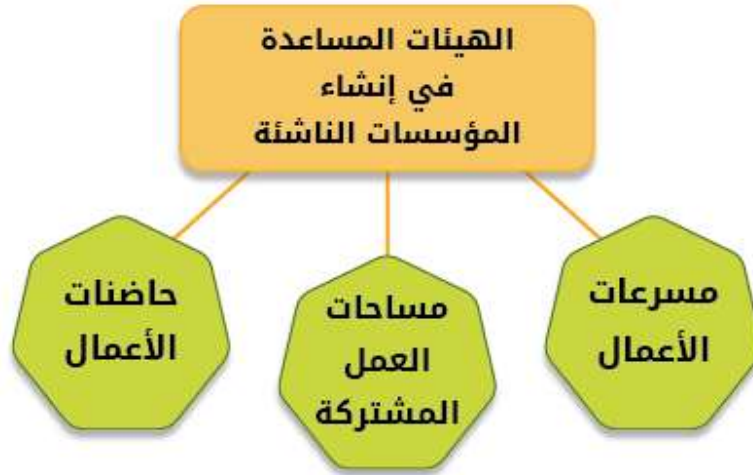 الهيئات المساعدة
في إنشاء
المؤسسات الناشئة
مسرعات
الأعمال
مساحات
العمل
المشتركة
حاضنات
الأعمال